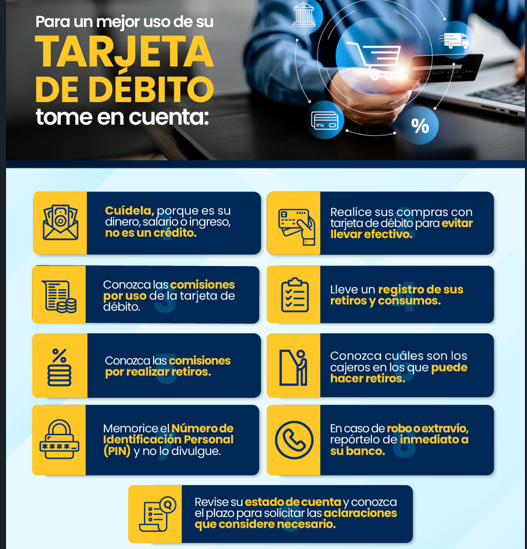 Para un mejor uso de su
TARJETA
DE DÉBITO
tome en cuenta:
%
Cuídela, porque es su
dinero, salario o ingreso,
no es un crédito.
Realice sus compras con
tarjeta de débito para evitar
llevar efectivo.
Conozca las comisiones
por uso de la tarjeta de
débito.
Lleve un registro de sus
retiros y consumos.
%
Conozca las comisiones
por realizar retiros.
Conozca cuáles son los
cajeros en los que puede
hacer retiros.
****
Memorice el Número de
Identificación Personal
(PIN) y no lo divulgue.
En caso de robo o extravío,
repórtelo de inmediato a
su banco.
Revise su estado de cuenta y conozca
el plazo para solicitar las aclaraciones
que considere necesario.